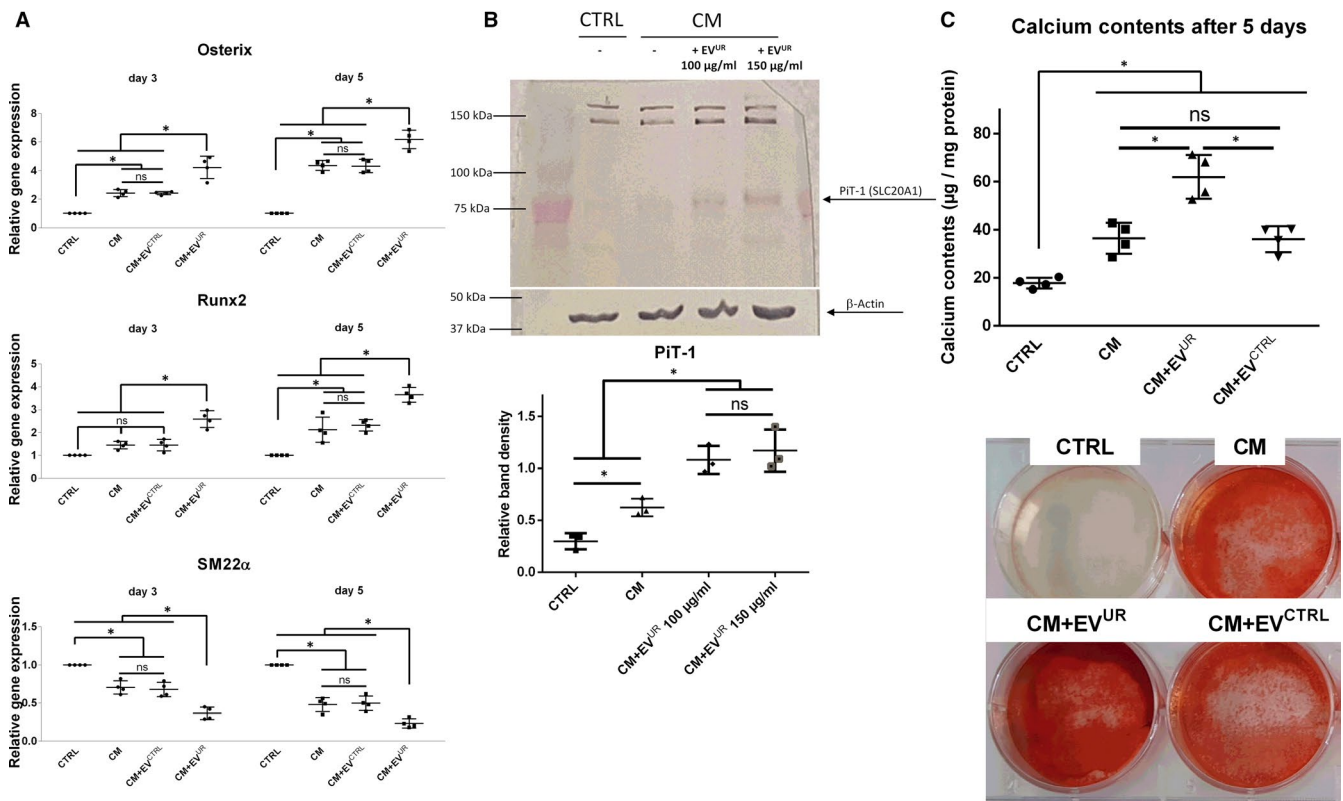 A
Osterix
day 3
day 5
Relative gene expression
8
6
4
2
0
*
*
ns
*
*
ns
CTRL
CM
CM+EV^CTRL
CM+EV^UR
CTRL
CM
CM+EV^CTRL
CM+EV^UR
Runx2
day 3
day 5
Relative gene expression
5
4
3
2
1
0
*
ns
*
*
ns
CTRL
CM
CM+EV^CTRL
CM+EV^UR
CTRL
CM
CM+EV^CTRL
CM+EV^UR
SM22α
day 3
day 5
Relative gene expression
1.0
0.5
0.0
*
*
ns
*
*
ns
CTRL
CM
CM+EV^CTRL
CM+EV^UR
CTRL
CM
CM+EV^CTRL
CM+EV^UR
B
CTRL
CM
-
-
+ EV^UR
100 µg/ml
+ EV^UR
150 µg/ml
150 kDa
100 kDa
75 kDa
PiT-1 (SLC20A1)
50 kDa
37 kDa
β-Actin
PiT-1
Relative band density
1.5
1.0
0.5
0.0
*
*
ns
CTRL
CM
CM+EV^UR 100 µg/ml
CM+EV^UR 150 µg/ml
C
Calcium contents after 5 days
Calcium contents (µg / mg protein)
80
60
40
20
0
*
ns
*
*
CTRL
CM
CM+EV^UR
CM+EV^CTRL
CTRL
CM
CM+EV^UR
CM+EV^CTRL